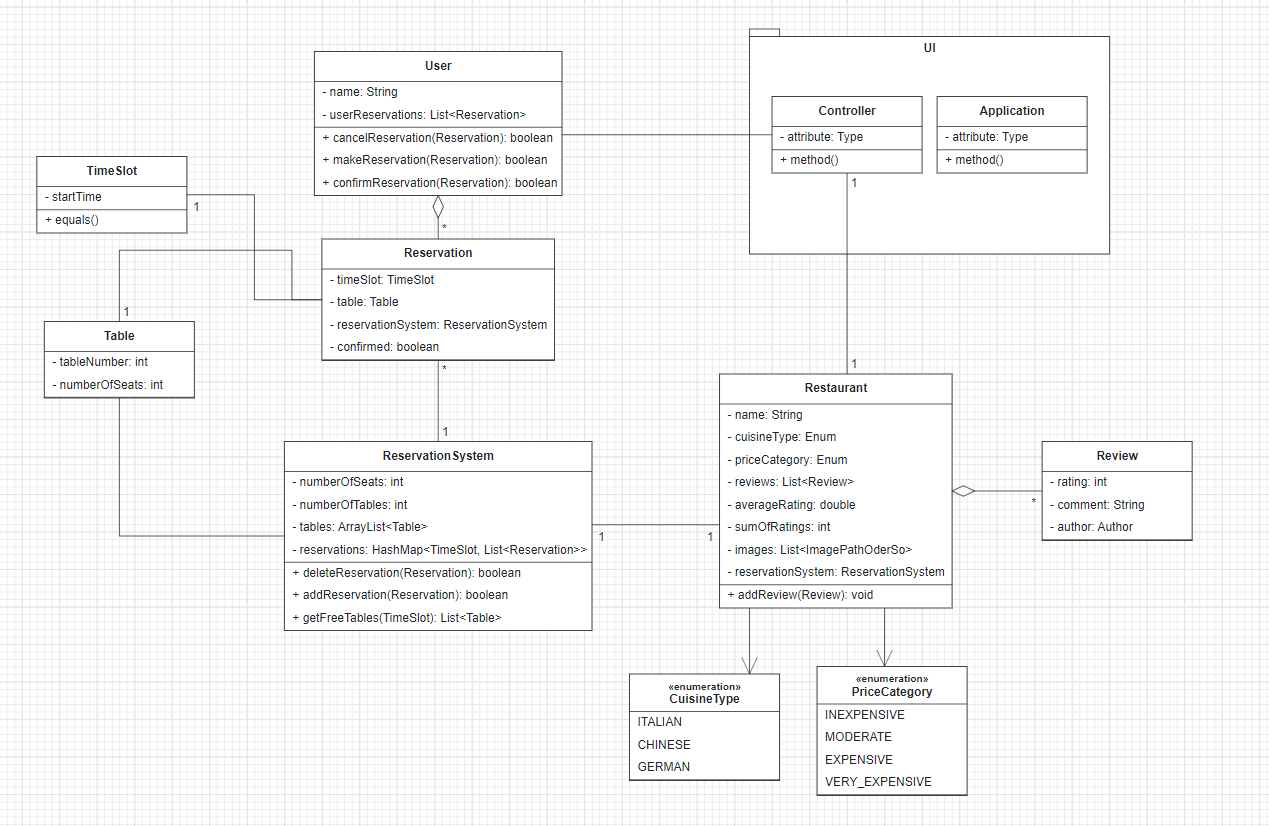 User
- name: String
- userReservations: List<Reservation>
+ cancelReservation(Reservation): boolean
+ makeReservation(Reservation): boolean
+ confirmReservation(Reservation): boolean
UI
Controller
- attribute: Type
+ method()
Application
- attribute: Type
+ method()
1
TimeSlot
- startTime
+ equals()
1
*
Reservation
- timeSlot: TimeSlot
- table: Table
- reservationSystem: ReservationSystem
- confirmed: boolean
*
1
Table
- tableNumber: int
- numberOfSeats: int
1
ReservationSystem
- numberOfSeats: int
- numberOfTables: int
- tables: ArrayList<Table>
- reservations: HashMap<TimeSlot, List<Reservation>>
+ deleteReservation(Reservation): boolean
+ addReservation(Reservation): boolean
+ getFreeTables(TimeSlot): List<Table>
1
1
1
Restaurant
- name: String
- cuisineType: Enum
- priceCategory: Enum
- reviews: List<Review>
- averageRating: double
- sumOfRatings: int
- images: List<ImagePathOderSo>
- reservationSystem: ReservationSystem
+ addReview(Review): void
*
Review
- rating: int
- comment: String
- author: Author
«enumeration»
CuisineType
ITALIAN
CHINESE
GERMAN
«enumeration»
PriceCategory
INEXPENSIVE
MODERATE
EXPENSIVE
VERY_EXPENSIVE